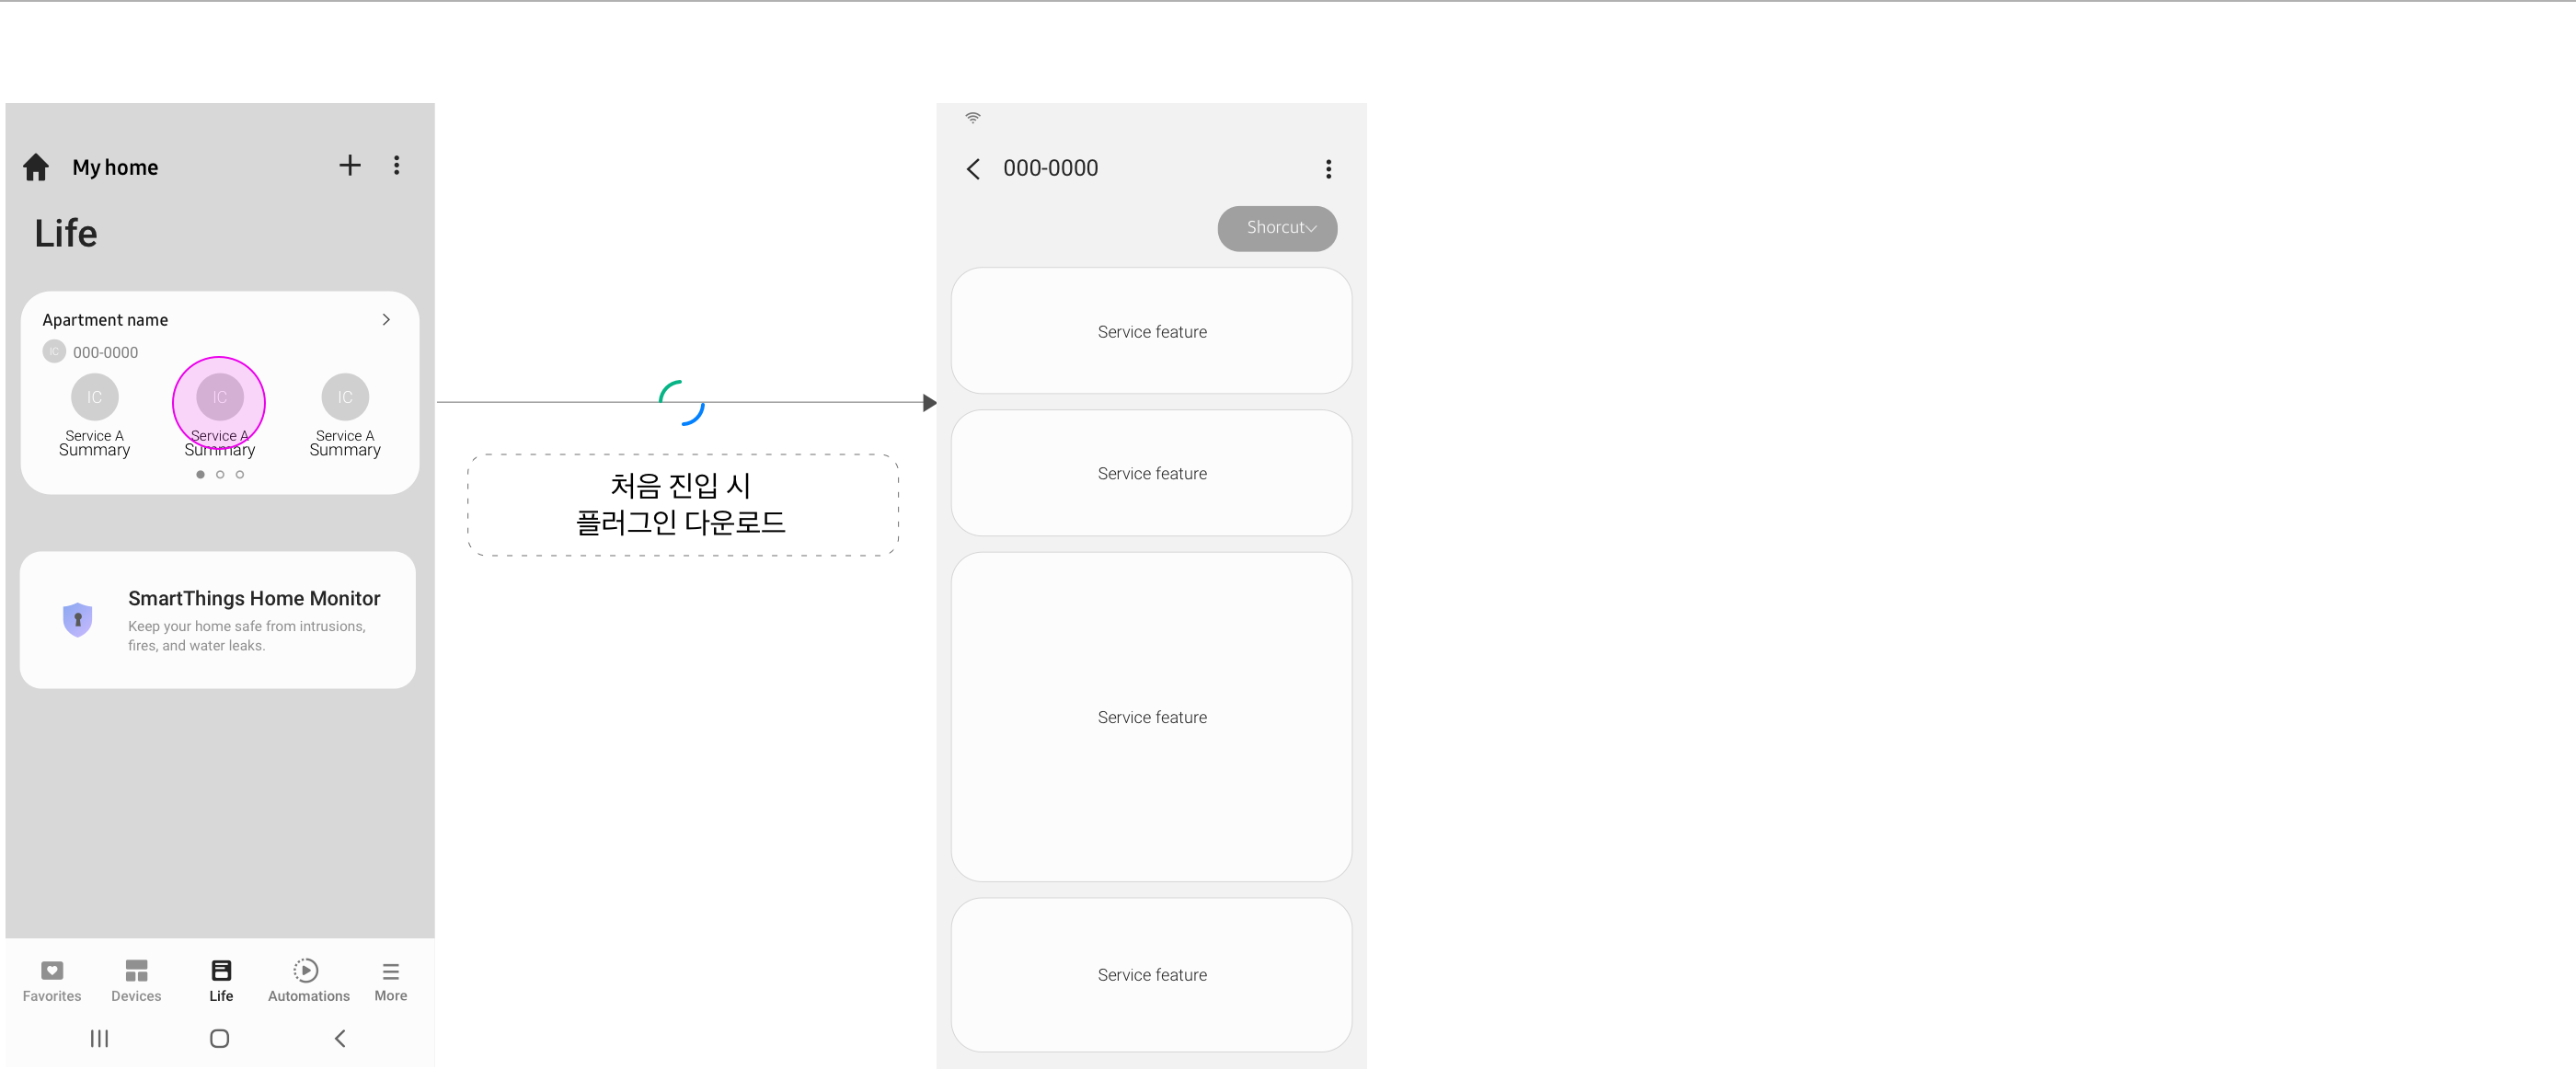 My home
Life
Apartment name
IC 000-0000
IC IC IC
Service A Service A Service A
Summary Summary Summary
SmartThings Home Monitor
Keep your home safe from intrusions,
fires, and water leaks.
Favorites Devices Life Automations More
처음 진입 시
플러그인 다운로드
000-0000
Shorcut
Service feature
Service feature
Service feature
Service feature